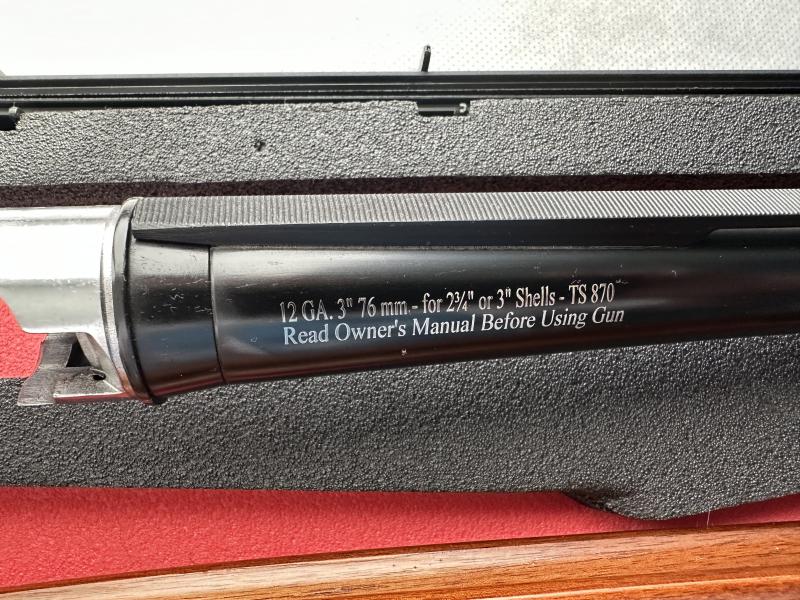 12 GA. 3" 76 mm - for 2¾" or 3" Shells - TS 870
Read Owner's Manual Before Using Gun